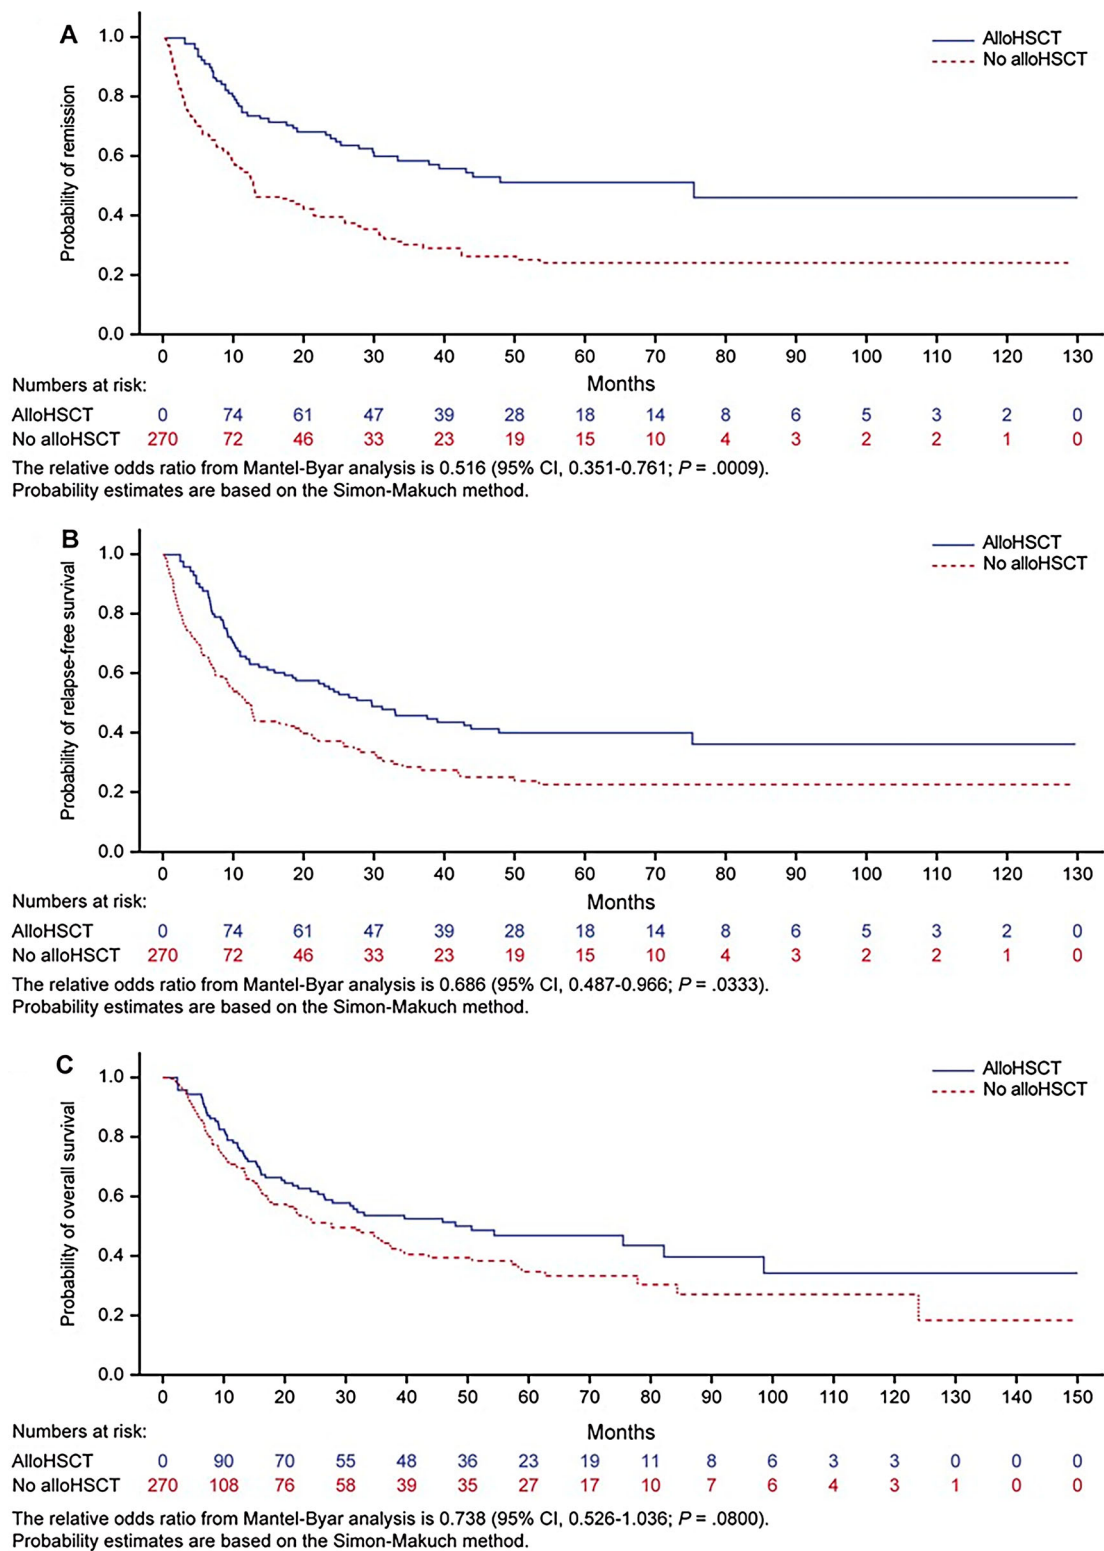 A
AlloHSCT
No alloHSCT
Probability of remission
1.0
0.8
0.6
0.4
0.2
0.0
0 10 20 30 40 50 60 70 80 90 100 110 120 130
Months
Numbers at risk:
AlloHSCT 0 74 61 47 39 28 18 14 8 6 5 3 2 0
No alloHSCT 270 72 46 33 23 19 15 10 4 3 2 2 1 0
The relative odds ratio from Mantel-Byar analysis is 0.516 (95% CI, 0.351-0.761; P = .0009).
Probability estimates are based on the Simon-Makuch method.
B
AlloHSCT
No alloHSCT
Probability of relapse-free survival
1.0
0.8
0.6
0.4
0.2
0.0
0 10 20 30 40 50 60 70 80 90 100 110 120 130
Months
Numbers at risk:
AlloHSCT 0 74 61 47 39 28 18 14 8 6 5 3 2 0
No alloHSCT 270 72 46 33 23 19 15 10 4 3 2 2 1 0
The relative odds ratio from Mantel-Byar analysis is 0.686 (95% CI, 0.487-0.966; P = .0333).
Probability estimates are based on the Simon-Makuch method.
C
AlloHSCT
No alloHSCT
Probability of overall survival
1.0
0.8
0.6
0.4
0.2
0.0
0 10 20 30 40 50 60 70 80 90 100 110 120 130 140 150
Months
Numbers at risk:
AlloHSCT 0 90 70 55 48 36 23 19 11 8 6 3 3 0 0 0
No alloHSCT 270 108 76 58 39 35 27 17 10 7 6 4 3 1 0 0
The relative odds ratio from Mantel-Byar analysis is 0.738 (95% CI, 0.526-1.036; P = .0800).
Probability estimates are based on the Simon-Makuch method.